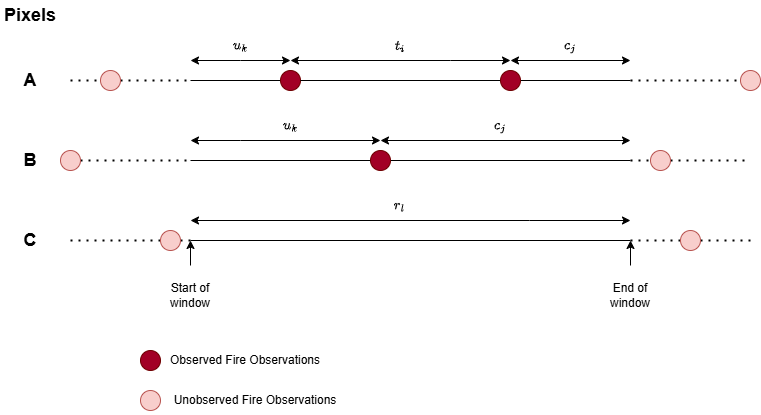 Pixels
u_k t_i c_j
A
u_k c_j
B
r_l
C
Start of
window
End of
window
Observed Fire Observations
Unobserved Fire Observations